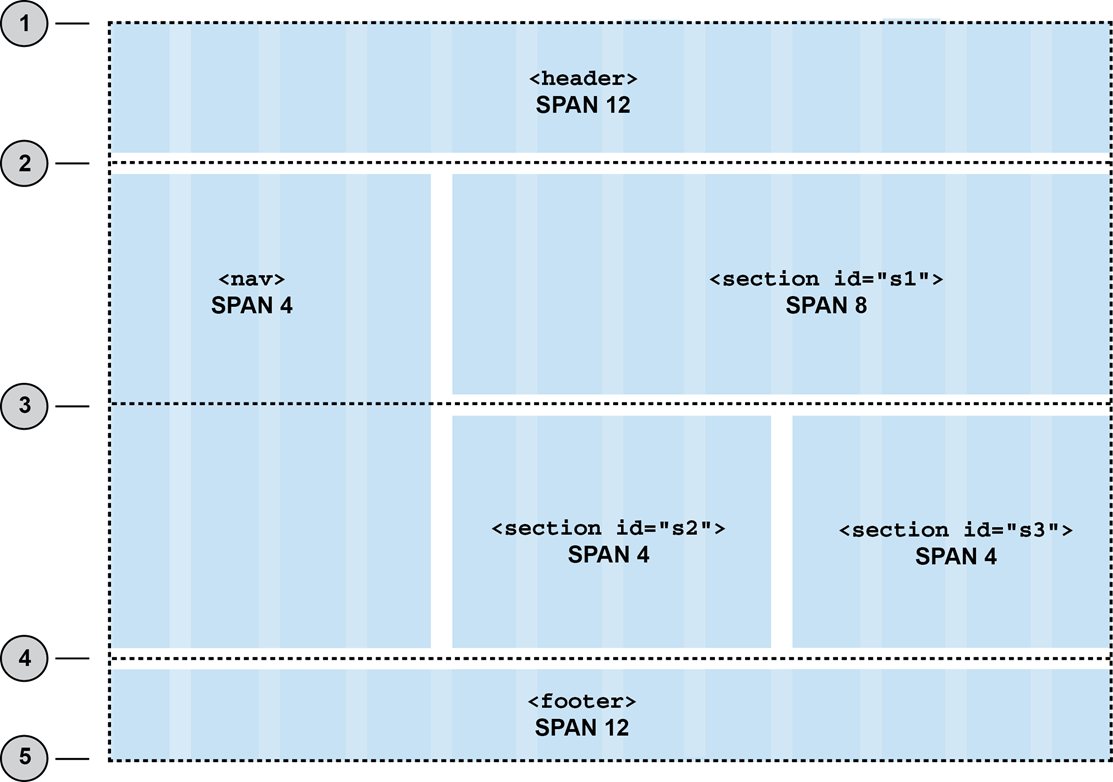 1
<header>
SPAN 12
2
<nav>
SPAN 4
<section id="s1">
SPAN 8
3
<section id="s2">
SPAN 4
<section id="s3">
SPAN 4
4
<footer>
SPAN 12
5